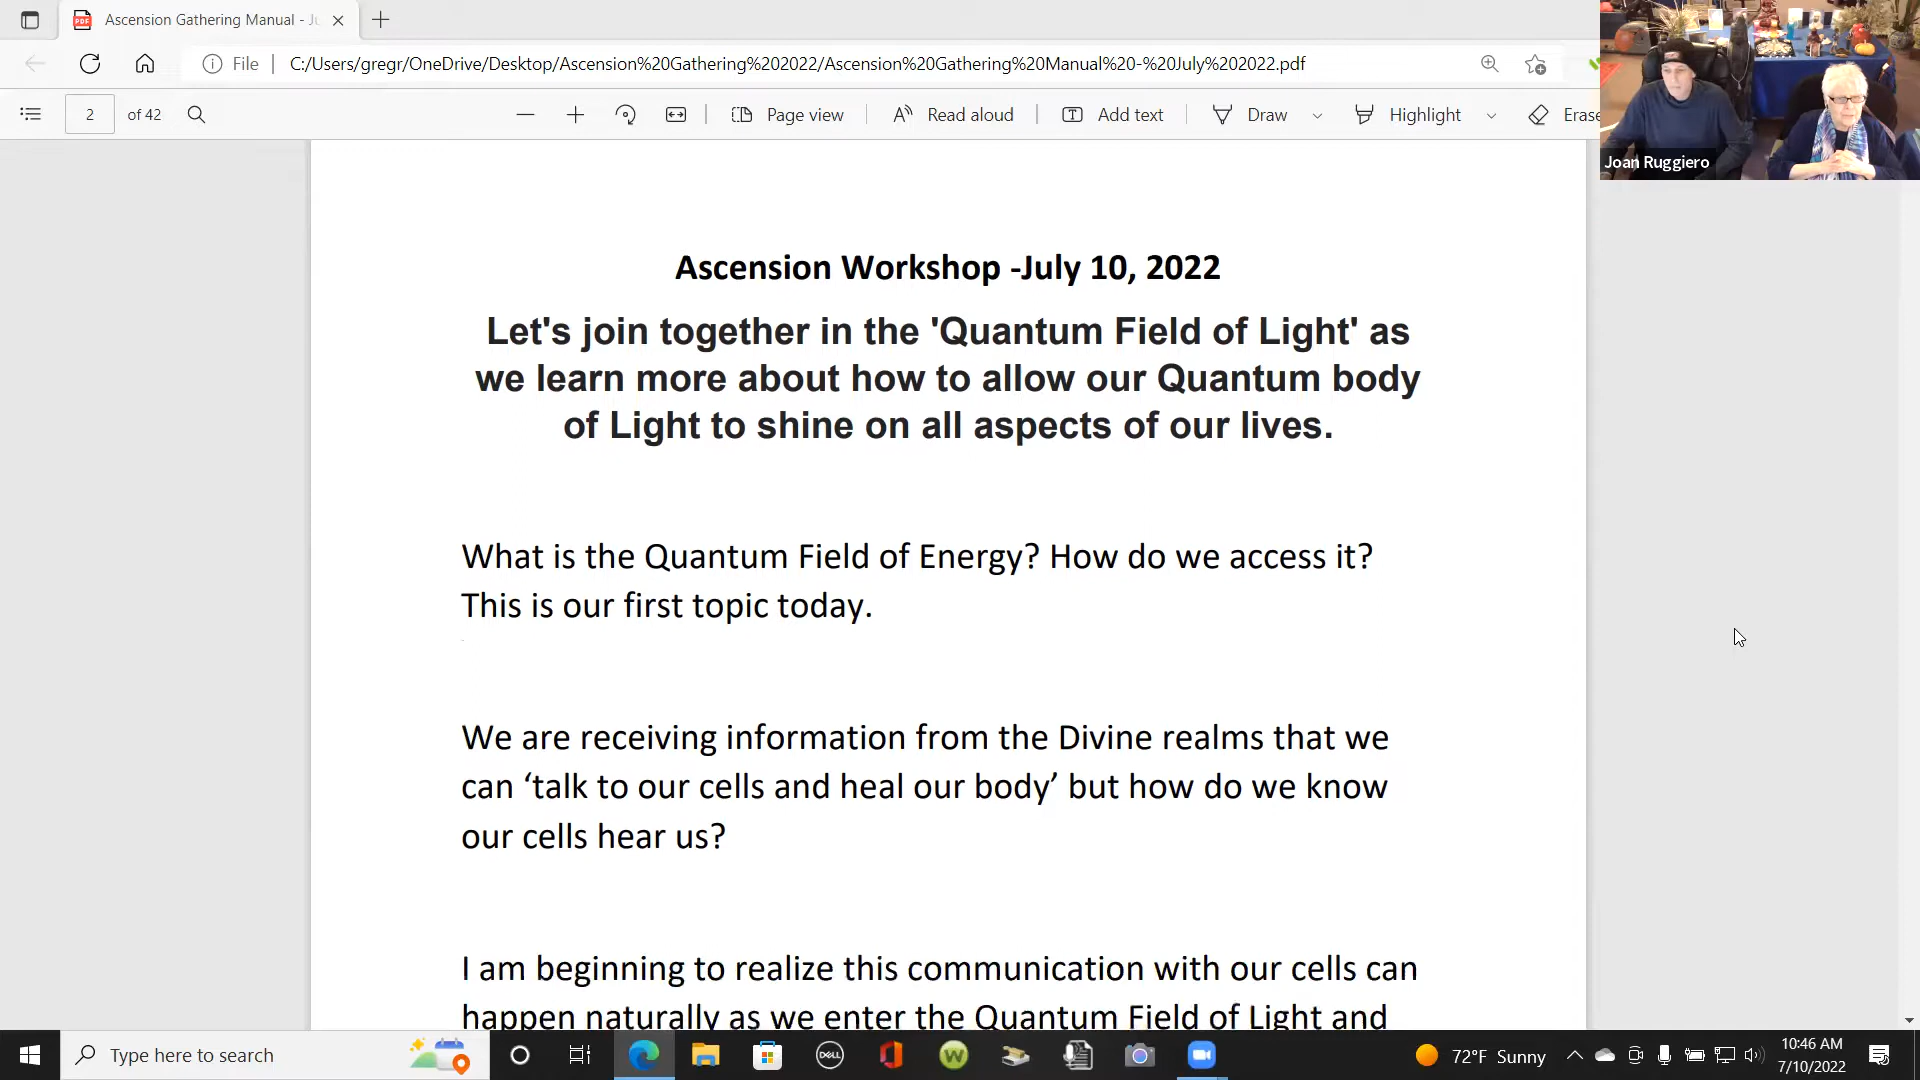 Ascension Gathering Manual - Ju
File
C:/Users/gregr/OneDrive/Desktop/Ascension%20Gathering%202022/Ascension%20Gathering%20Manual%20-%20July%202022.pdf
2 of 42
Page view
Read aloud
Add text
Draw
Highlight
Erase
Joan Ruggiero
Ascension Workshop -July 10, 2022
Let's join together in the 'Quantum Field of Light' as
we learn more about how to allow our Quantum body
of Light to shine on all aspects of our lives.
What is the Quantum Field of Energy? How do we access it?
This is our first topic today.
We are receiving information from the Divine realms that we
can ‘talk to our cells and heal our body’ but how do we know
our cells hear us?
I am beginning to realize this communication with our cells can
happen naturally as we enter the Quantum Field of Light and
Type here to search
DELL
W
72°F Sunny
10:46 AM
7/10/2022